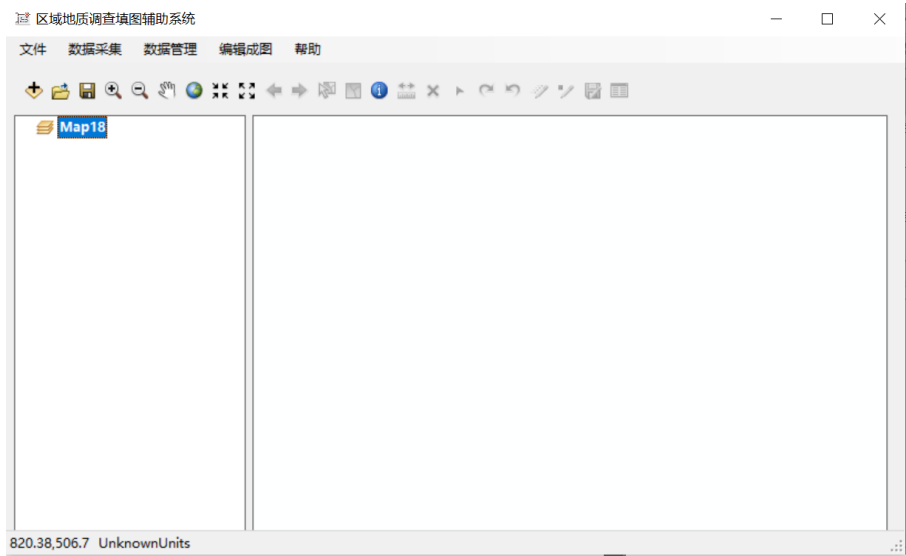 区域地质调查填图辅助系统
文件 数据采集 数据管理 编辑成图 帮助
Map18
820.38,506.7 UnknownUnits